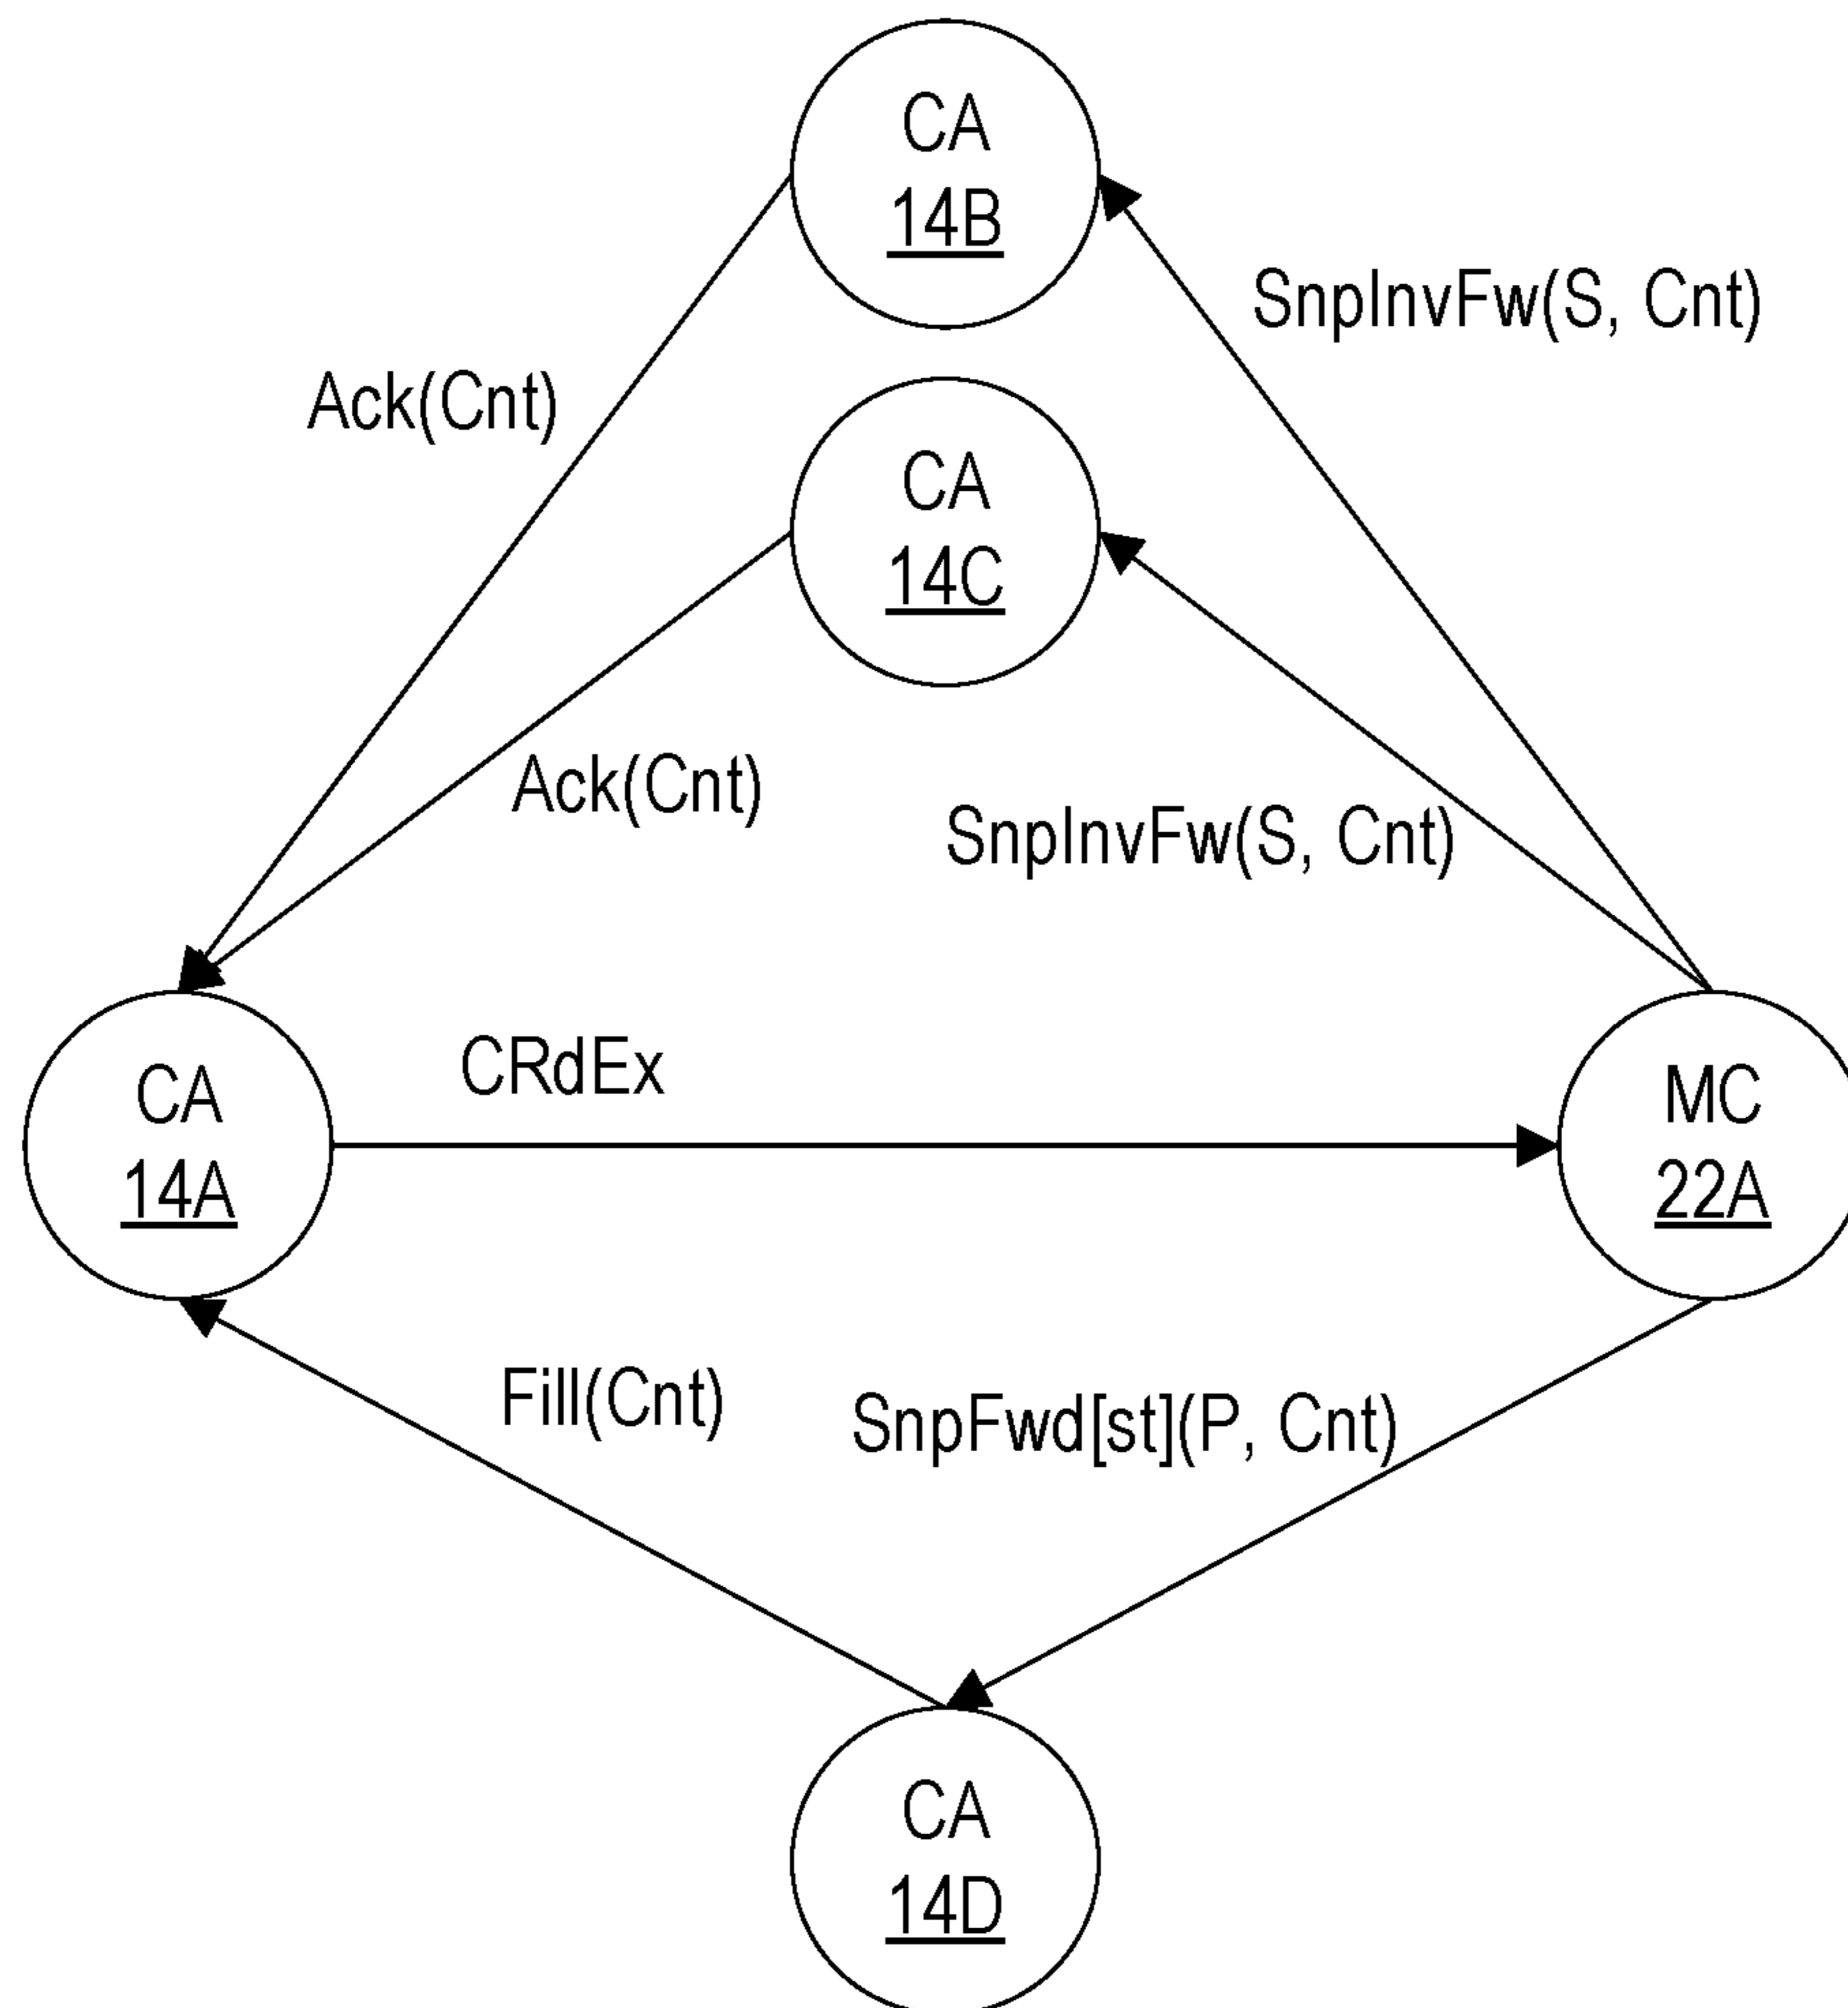 CA
14B
SnpInvFw(S, Cnt)
Ack(Cnt)
CA
14C
Ack(Cnt)
SnpInvFw(S, Cnt)
CRdEx
CA
14A
MC
22A
Fill(Cnt)
SnpFwd[st](P, Cnt)
CA
14D